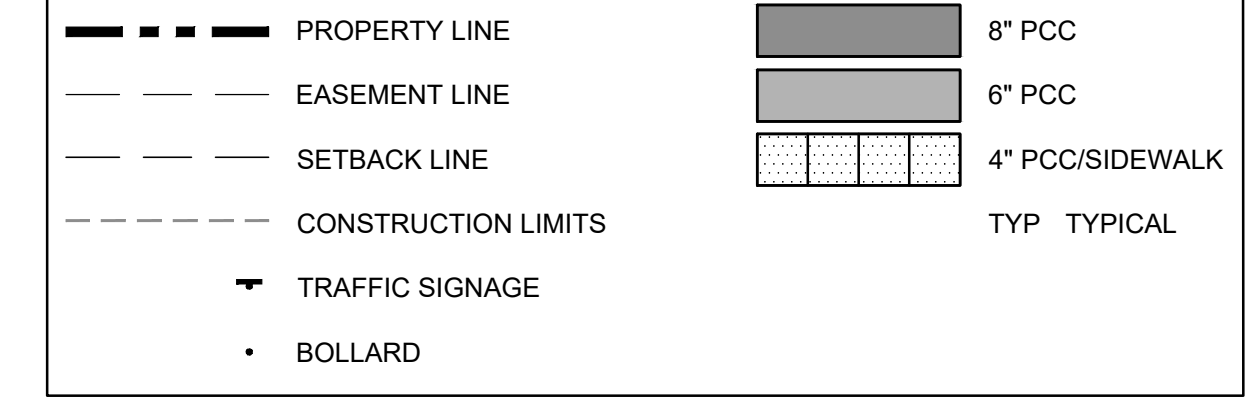 PROPERTY LINE
EASEMENT LINE
SETBACK LINE
CONSTRUCTION LIMITS
TRAFFIC SIGNAGE
BOLLARD
8" PCC
6" PCC
4" PCC/SIDEWALK
TYP TYPICAL